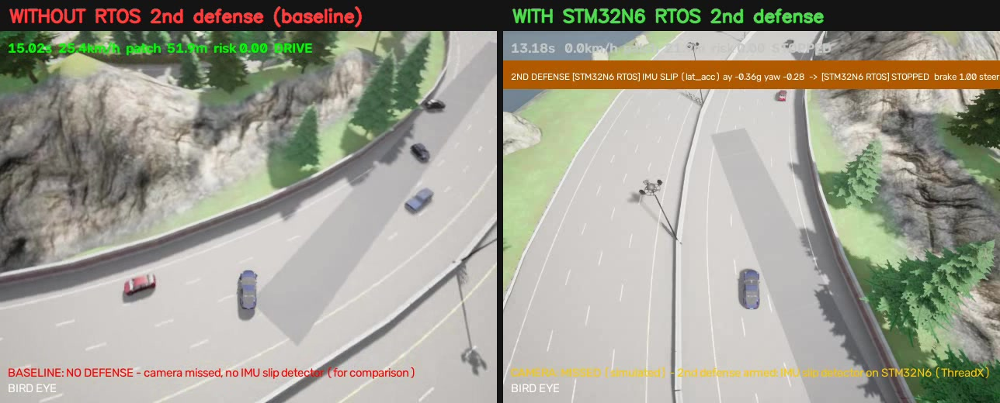 WITHOUT RTOS 2nd defense (baseline)
15.02s 25.4km/h patch 51.9m risk 0.00 DRIVE
BASELINE: NO DEFENSE - camera missed, no IMU slip detector (for comparison)
BIRD EYE
WITH STM32N6 RTOS 2nd defense
13.18s 0.0km/h risk 0.00 STOPPED
2ND DEFENSE [STM32N6 RTOS] IMU SLIP (lat_acc) ay -0.36g yaw -0.28 -> [STM32N6 RTOS] STOPPED brake 1.00 steer
CAMERA: MISSED (simulated) - 2nd defense armed: IMU slip detector on STM32N6 (ThreadX)
BIRD EYE